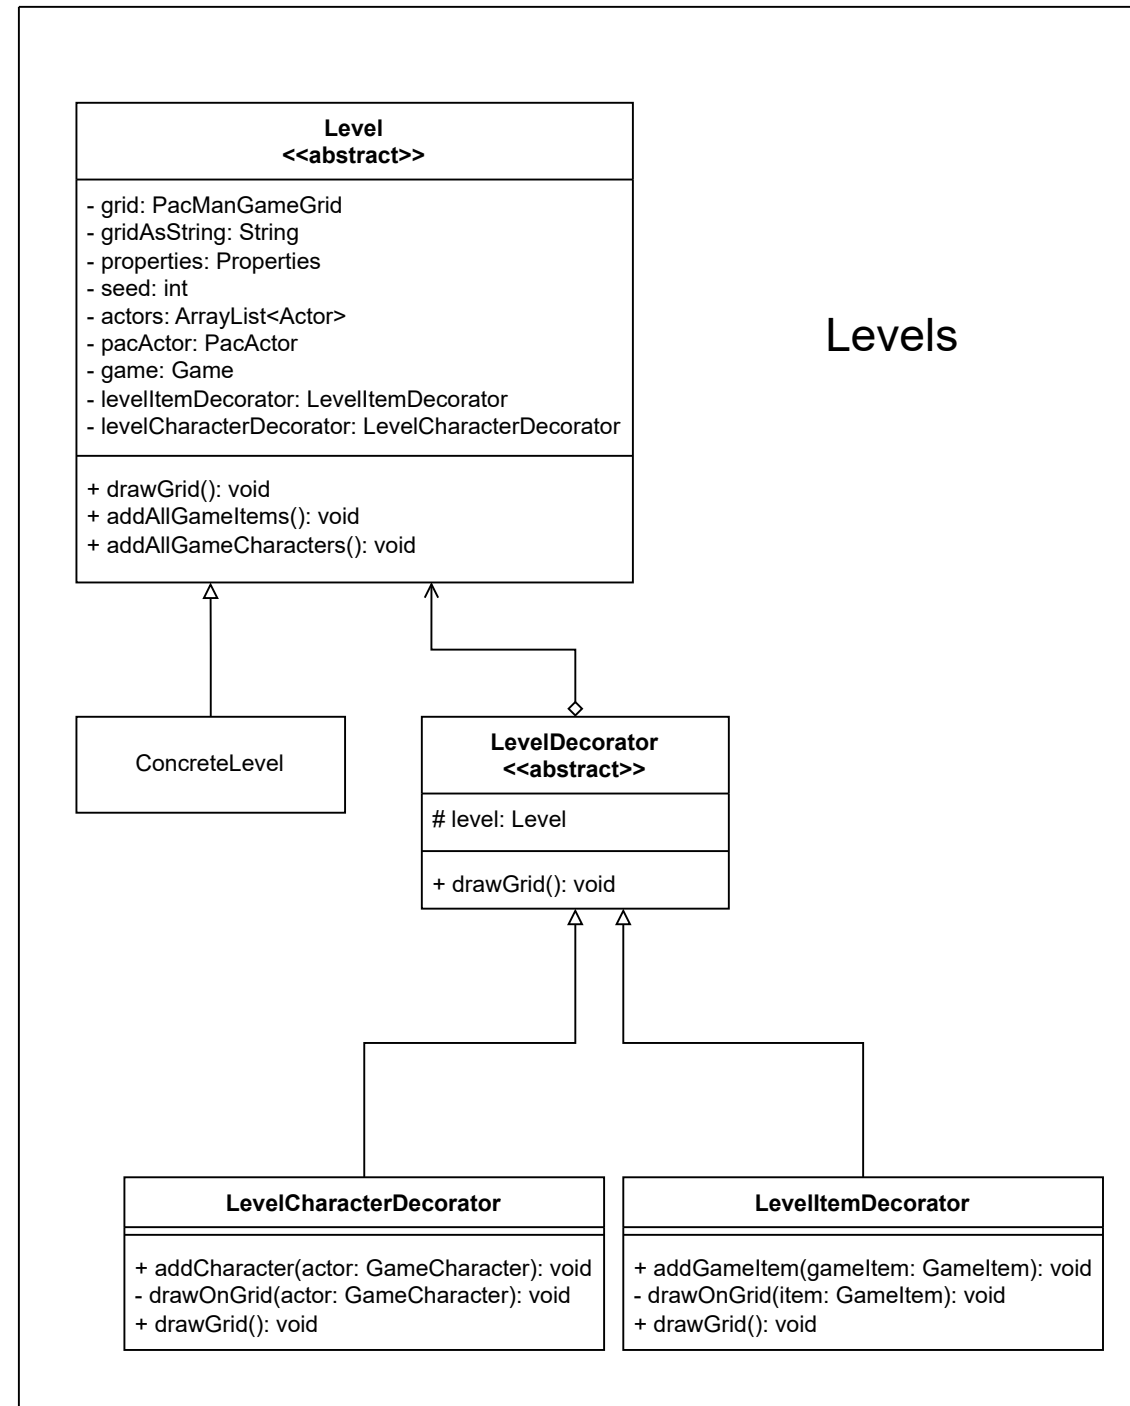 Level
<<abstract>>
- grid: PacManGameGrid
- gridAsString: String
- properties: Properties
- seed: int
- actors: ArrayList<Actor>
- pacActor: PacActor
- game: Game
- levelItemDecorator: LevelItemDecorator
- levelCharacterDecorator: LevelCharacterDecorator
+ drawGrid(): void
+ addAllGameItems(): void
+ addAllGameCharacters(): void
Levels
ConcreteLevel
LevelDecorator
<<abstract>>
# level: Level
+ drawGrid(): void
LevelCharacterDecorator
+ addCharacter(actor: GameCharacter): void
- drawOnGrid(actor: GameCharacter): void
+ drawGrid(): void
LevelItemDecorator
+ addGameItem(gameItem: GameItem): void
- drawOnGrid(item: GameItem): void
+ drawGrid(): void